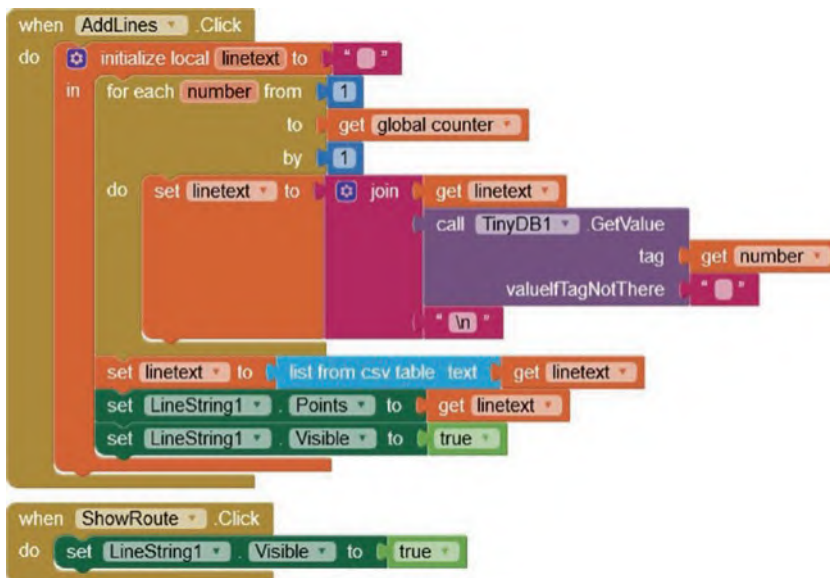 when AddLines .Click
do initialize local linetext to " "
in for each number from 1
to get global counter
by 1
do set linetext to join get linetext
call TinyDB1 .GetValue
tag get number
valueIfTagNotThere " "
" \n "
set linetext to list from csv table text get linetext
set LineString1 . Points to get linetext
set LineString1 . Visible to true
when ShowRoute .Click
do set LineString1 . Visible to true